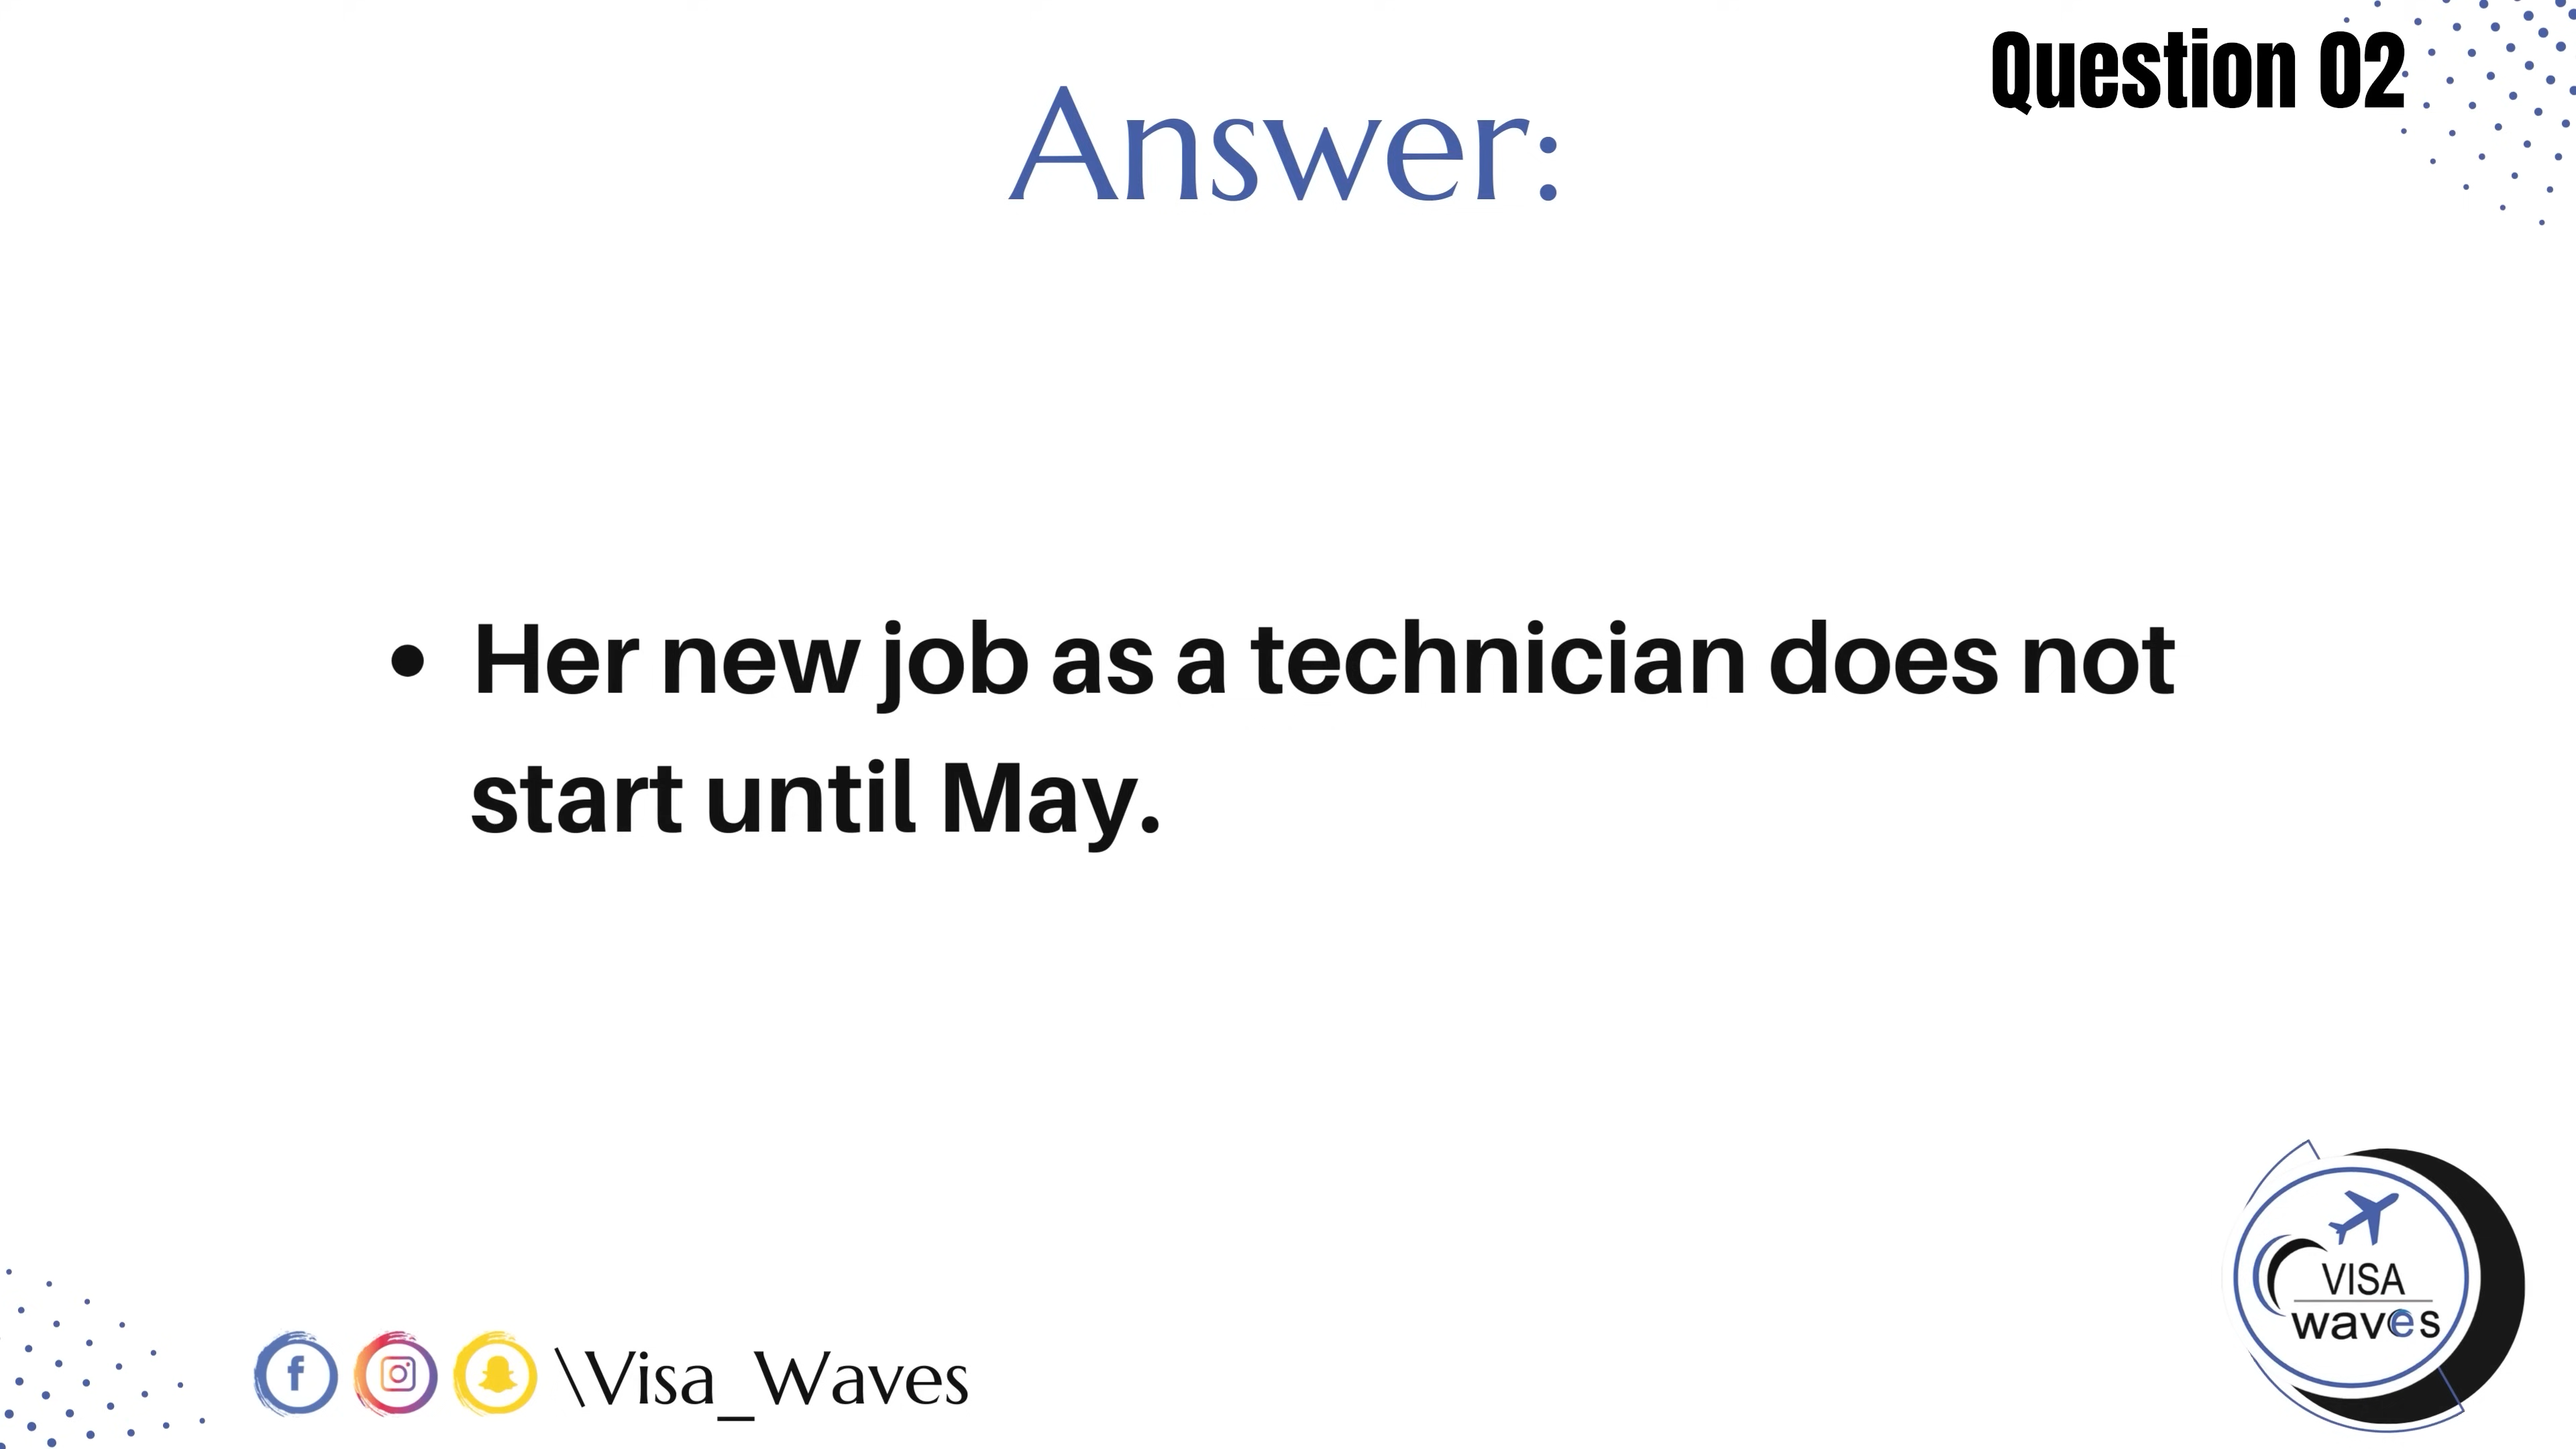 Question 02
Answer:
• Her new job as a technician does not
start until May.
\Visa_Waves
VISA
waves